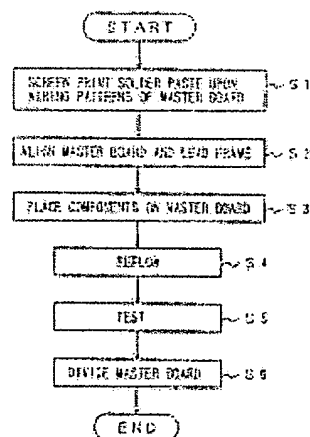 START
SCREEN PRINT SOLDER PASTE UPON
WIRING PATTERNS OF MASTER BOARD
S1
ALIGN MASTER BOARD AND LEAD FRAME
S2
PLACE COMPONENTS ON MASTER BOARD
S3
REFLOW
S4
TEST
S5
DIVIDE MASTER BOARD
S6
END